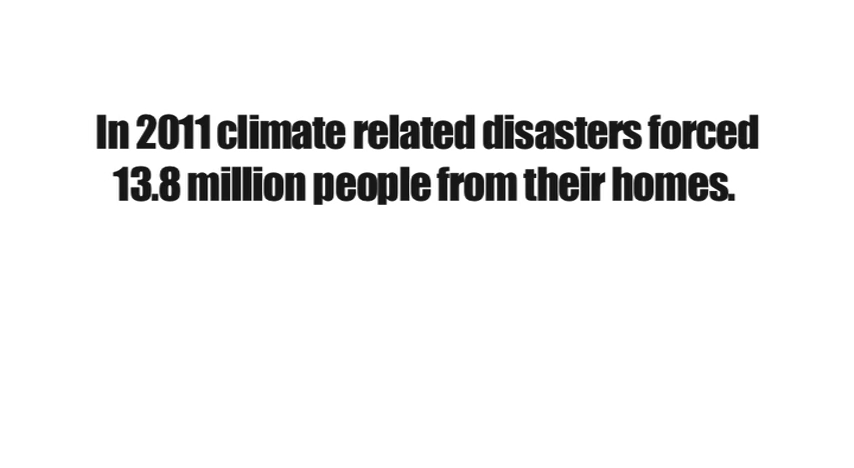 In 2011 climate related disasters forced
13.8 million people from their homes.